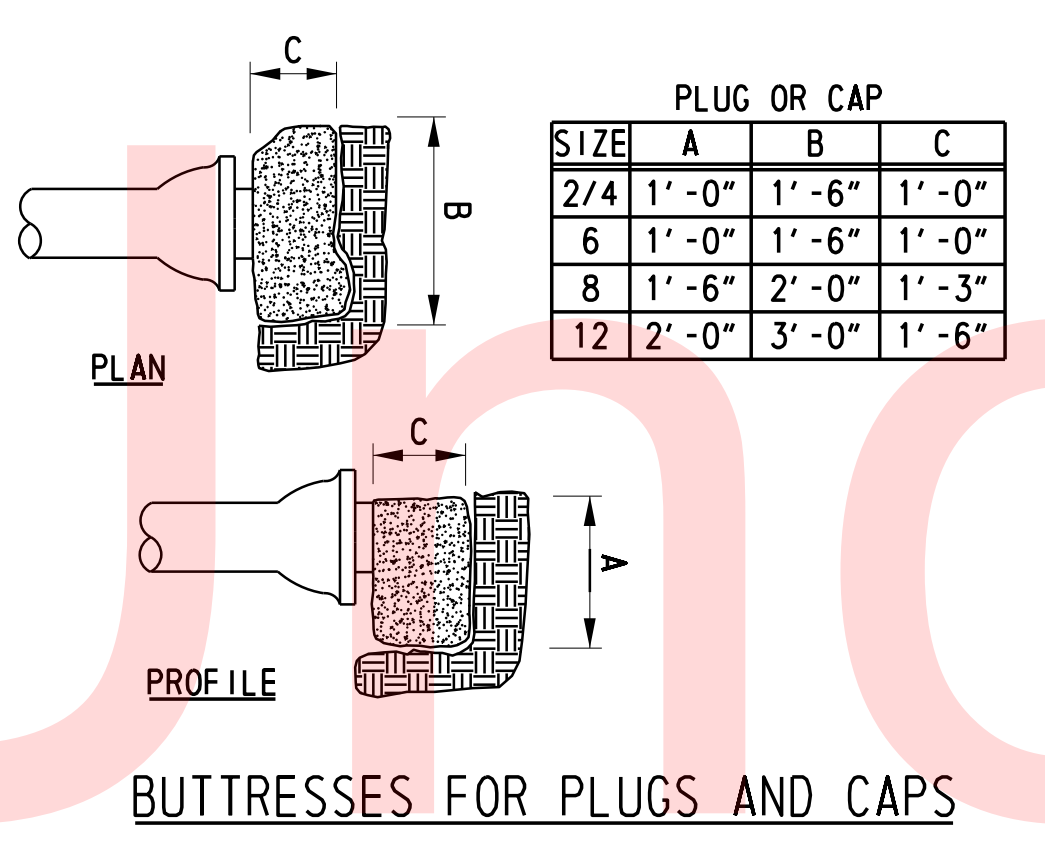 C
B
PLAN
PLUG OR CAP
SIZE A B C
2/4 1'-0" 1'-6" 1'-0"
6 1'-0" 1'-6" 1'-0"
8 1'-6" 2'-0" 1'-3"
12 2'-0" 3'-0" 1'-6"
C
A
PROFILE
BUTTRESSES FOR PLUGS AND CAPS